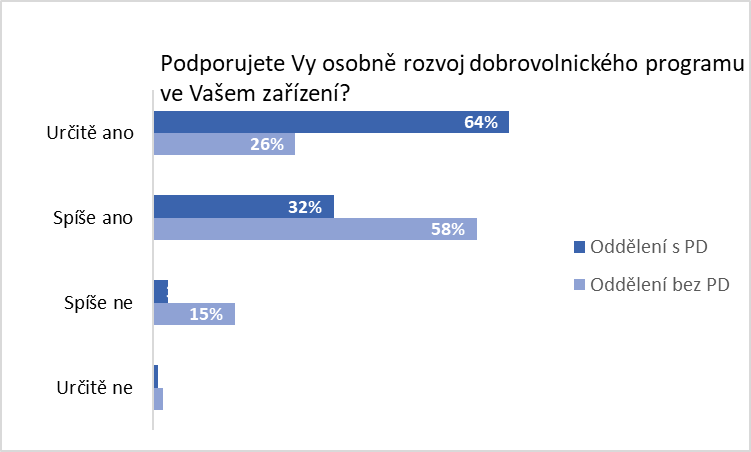 Podporujete Vy osobně rozvoj dobrovolnického programu
ve Vašem zařízení?
Určitě ano
64%
26%
Spíše ano
32%
58%
Spíše ne
15%
Určitě ne
Oddělení s PD
Oddělení bez PD